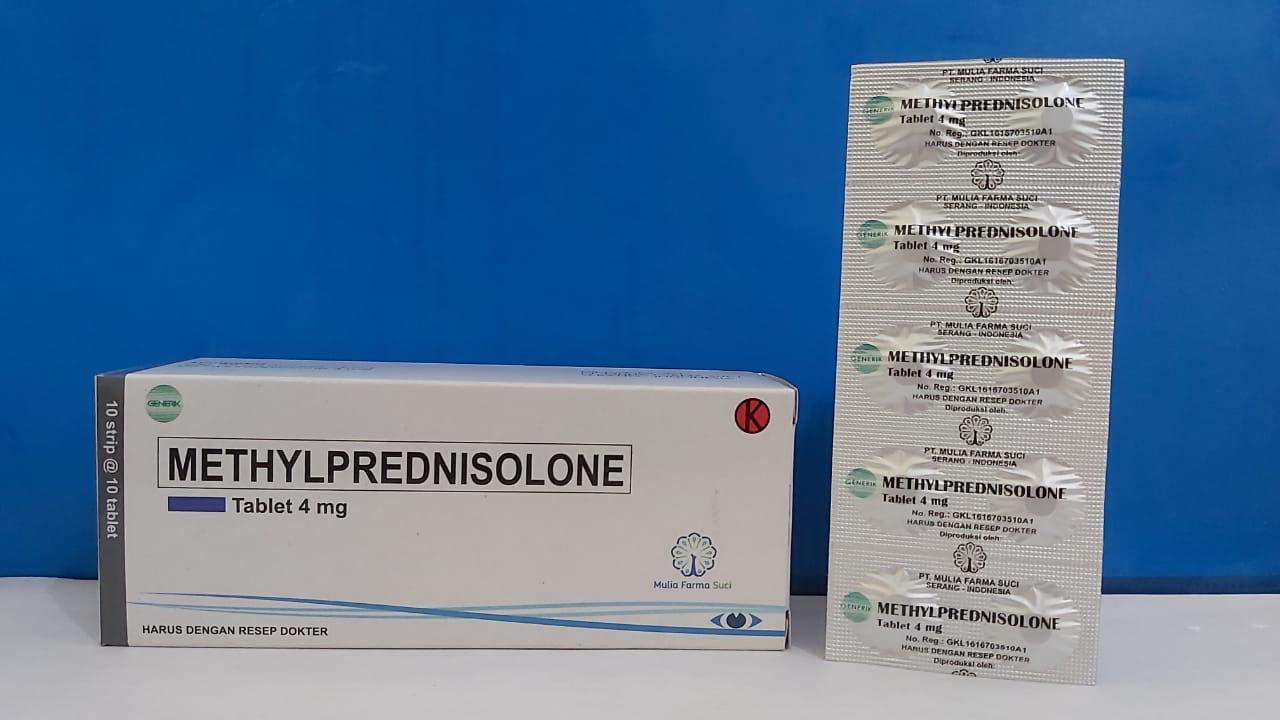 GENERIK
K
METHYLPREDNISOLONE
Tablet 4 mg
10 strip @ 10 tablet
Mulia Farma Suci
HARUS DENGAN RESEP DOKTER
PT. MULIA FARMA SUCI
SERANG - INDONESIA
GENERIK
METHYLPREDNISOLONE
Tablet 4 mg
No. Reg.: GKL1616703510A1
HARUS DENGAN RESEP DOKTER
Diproduksi oleh:
PT. MULIA FARMA SUCI
SERANG - INDONESIA
GENERIK
METHYLPREDNISOLONE
Tablet 4 mg
No. Reg.: GKL1616703510A1
HARUS DENGAN RESEP DOKTER
Diproduksi oleh:
PT. MULIA FARMA SUCI
SERANG - INDONESIA
GENERIK
METHYLPREDNISOLONE
Tablet 4 mg
No. Reg.: GKL1616703510A1
HARUS DENGAN RESEP DOKTER
Diproduksi oleh:
PT. MULIA FARMA SUCI
SERANG - INDONESIA
GENERIK
METHYLPREDNISOLONE
Tablet 4 mg
No. Reg.: GKL1616703510A1
HARUS DENGAN RESEP DOKTER
Diproduksi oleh:
PT. MULIA FARMA SUCI
SERANG - INDONESIA
GENERIK
METHYLPREDNISOLONE
Tablet 4 mg
No. Reg.: GKL1616703510A1
HARUS DENGAN RESEP DOKTER
Diproduksi oleh: